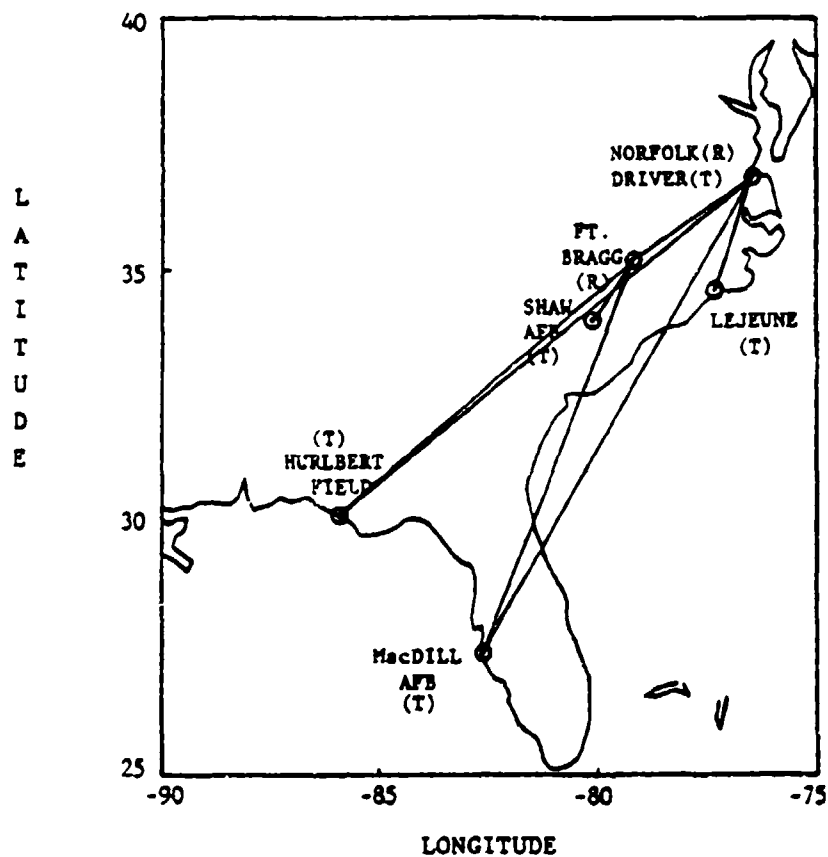 40
NORFOLK(R)
DRIVER(T)
FT.
BRAGG
(R)
35
SHAW
AFB
(T)
LEJEUNE
(T)
(T)
HURLBERT
FIELD
30
MacDILL
AFB
(T)
25
-90
-85
-80
-75
LATITUDE
LONGITUDE